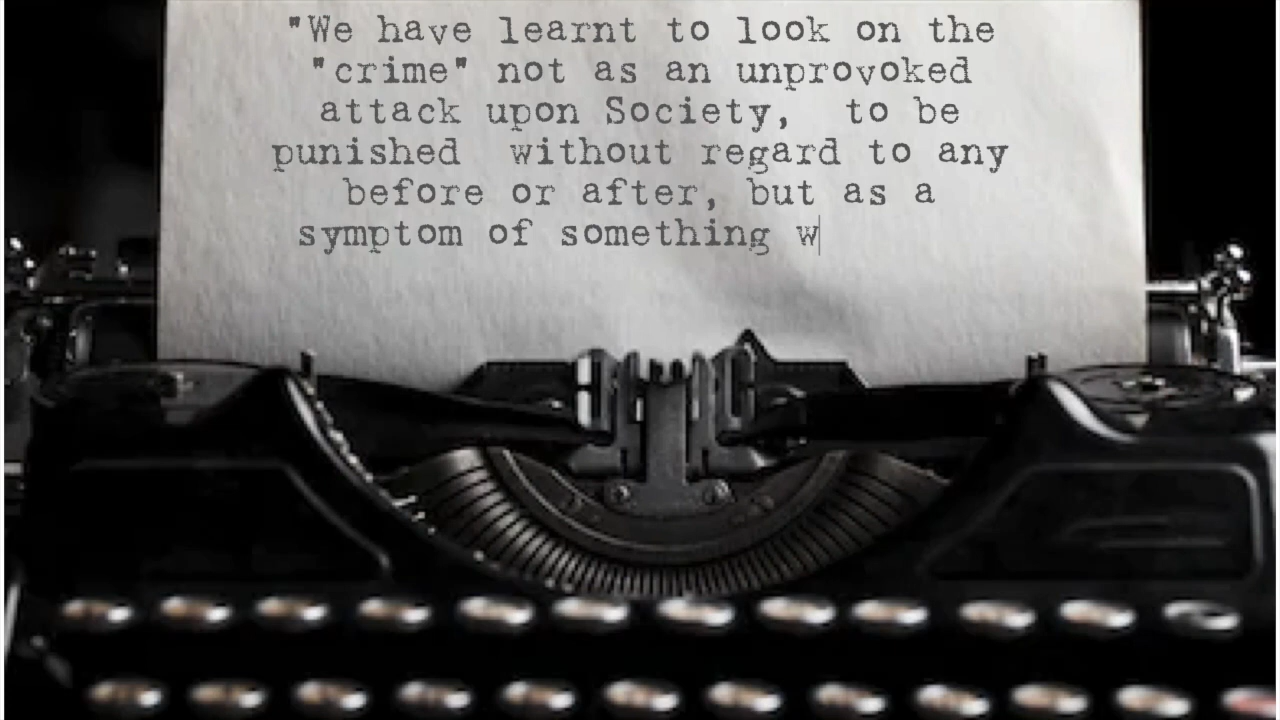 "We have learnt to look on the
"crime" not as an unprovoked
attack upon Society,  to be
punished  without regard to any
before or after, but as a
symptom of something w